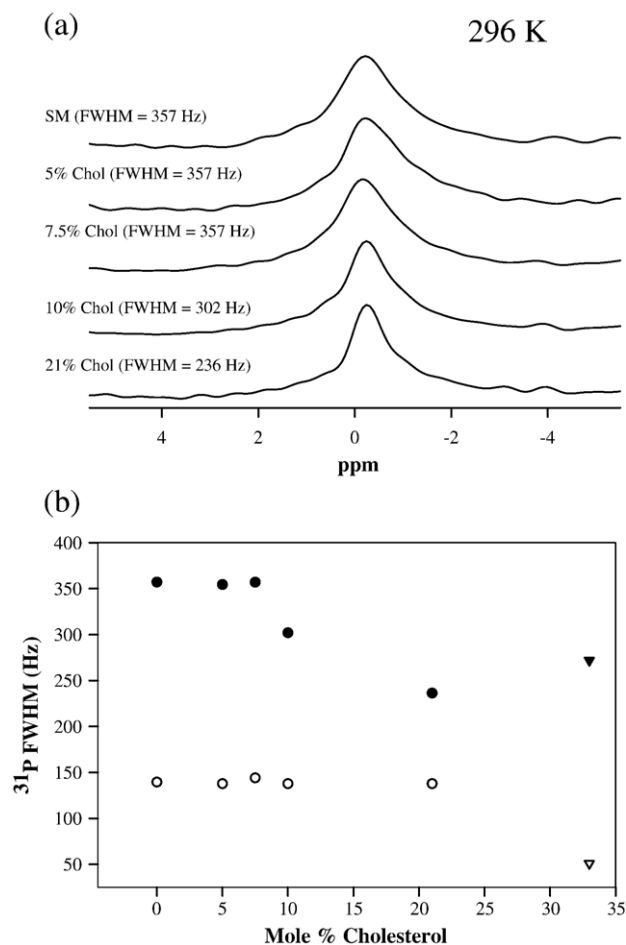 (a)
296 K
SM (FWHM = 357 Hz)
5% Chol (FWHM = 357 Hz)
7.5% Chol (FWHM = 357 Hz)
10% Chol (FWHM = 302 Hz)
21% Chol (FWHM = 236 Hz)
4 2 0 -2 -4
ppm
(b)
400
350
300
250
200
150
100
50
31P FWHM (Hz)
0 5 10 15 20 25 30 35
Mole % Cholesterol